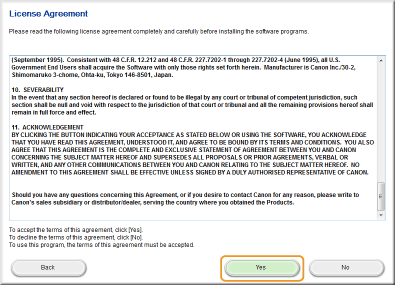 License Agreement
Please read the following license agreement completely and carefully before installing the software programs.
(September 1995). Consistent with 48 C.F.R. 12.212 and 48 C.F.R. 227.7202-1 through 227.7202-4 (June 1995), all U.S.
Government End Users shall acquire the Software with only those rights set forth herein. Manufacturer is Canon Inc./30-2,
Shimomaruko 3-chome, Ohta-ku, Tokyo 146-8501, Japan.
10. SEVERABILITY
In the event that any section hereof is declared or found to be illegal by any court or tribunal of competent jurisdiction, such
section shall be null and void with respect to the jurisdiction of that court or tribunal and all the remaining provisions hereof shall
remain in full force and effect.
11. ACKNOWLEDGEMENT
BY CLICKING THE BUTTON INDICATING YOUR ACCEPTANCE AS STATED BELOW OR USING THE SOFTWARE, YOU ACKNOWLEDGE
THAT YOU HAVE READ THIS AGREEMENT, UNDERSTOOD IT, AND AGREE TO BE BOUND BY ITS TERMS AND CONDITIONS. YOU ALSO
AGREE THAT THIS AGREEMENT IS THE COMPLETE AND EXCLUSIVE STATEMENT OF AGREEMENT BETWEEN YOU AND CANON
CONCERNING THE SUBJECT MATTER HEREOF AND SUPERSEDES ALL PROPOSALS OR PRIOR AGREEMENTS, VERBAL OR
WRITTEN, AND ANY OTHER COMMUNICATIONS BETWEEN YOU AND CANON RELATING TO THE SUBJECT MATTER HEREOF. NO
AMENDMENT TO THIS AGREEMENT SHALL BE EFFECTIVE UNLESS SIGNED BY A DULY AUTHORISED REPRESENTATIVE OF CANON.
Should you have any questions concerning this Agreement, or if you desire to contact Canon for any reason, please write to
Canon's sales subsidiary or distributor/dealer, serving the country where you obtained the Products.
To accept the terms of this agreement, click [Yes].
To decline the terms of this agreement, click [No].
To use this program, the terms of this agreement must be accepted.
Back
Yes
No